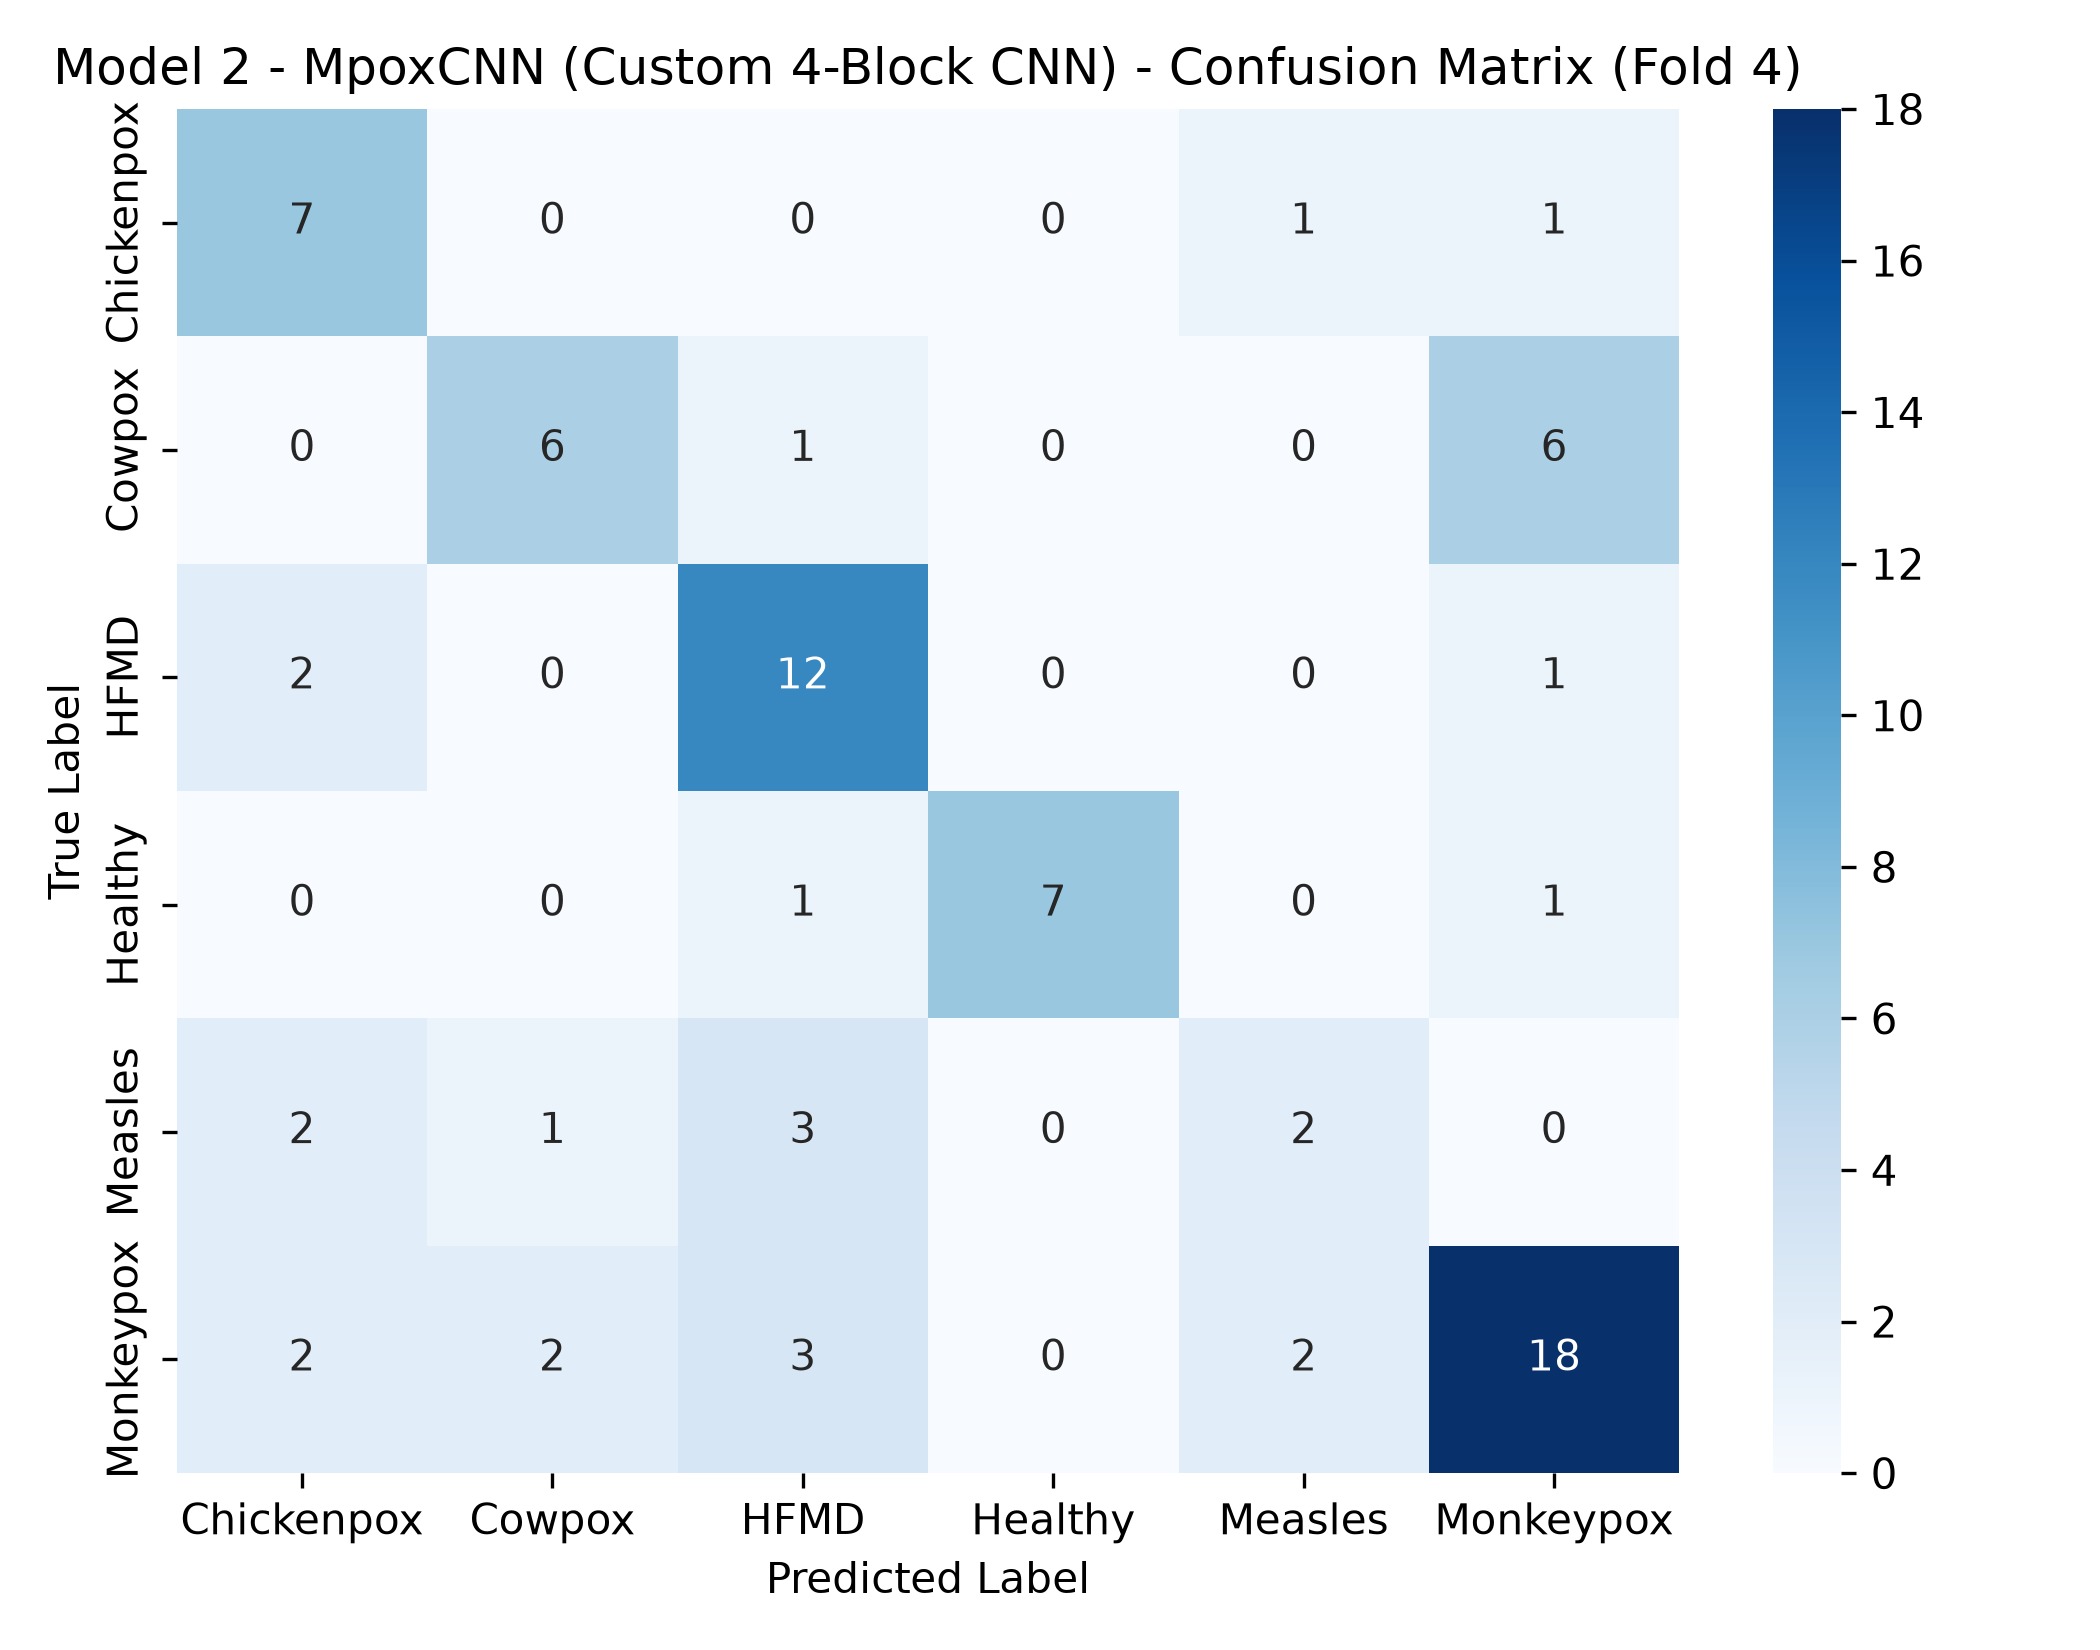 Model 2 - MpoxCNN (Custom 4-Block CNN) - Confusion Matrix (Fold 4)
True Label
Chickenpox 7 0 0 0 1 1
Cowpox 0 6 1 0 0 6
HFMD 2 0 12 0 0 1
Healthy 0 0 1 7 0 1
Measles 2 1 3 0 2 0
Monkeypox 2 2 3 0 2 18
Chickenpox Cowpox HFMD Healthy Measles Monkeypox
Predicted Label
18
16
14
12
10
8
6
4
2
0